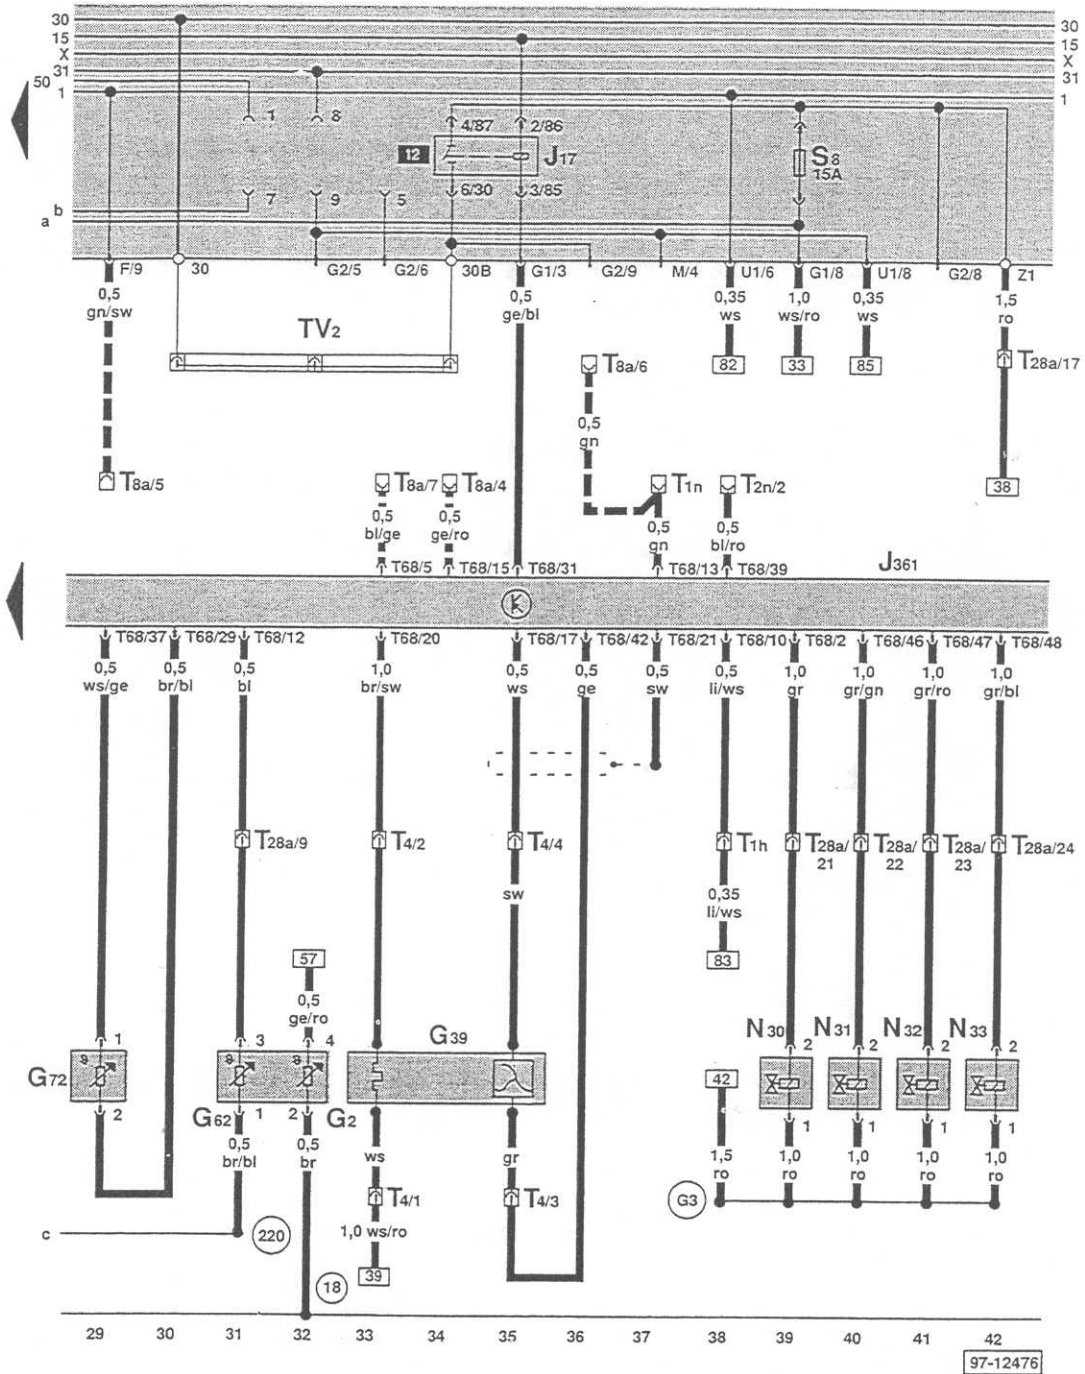 30 30
15 15
X X
31 31
50
1 1
1 8
4/87 2/86
12 J17 S8
15A
6/30 3/85
7 9 5
b
a
F/9 30 G2/5 G2/6 30B G1/3 G2/9 M/4 U1/6 G1/8 U1/8 G2/8 Z1
0,5 0,5 0,35 1,0 0,35 1,5
gn/sw ge/bl ws ws/ro ws ro
TV2
T8a/6 82 33 85 T28a/17
0,5
gn
T8a/5 T8a/7 T8a/4 T1n T2n/2 38
0,5 0,5 0,5 0,5
bl/ge ge/ro gn bl/ro
T68/5 T68/15 T68/31 T68/13 T68/39 J361
T68/37 T68/29 T68/12 T68/20 T68/17 T68/42 T68/21 T68/10 T68/2 T68/46 T68/47 T68/48
0,5 0,5 0,5 1,0 0,5 0,5 0,5 0,5 1,0 1,0 1,0 1,0
ws/ge br/bl bl br/sw ws ge sw li/ws gr gr/gn gr/ro gr/bl
T28a/9 T4/2 T4/4 T1h T28a/21 T28a/22 T28a/23 T28a/24
sw 0,35
li/ws
57 83
0,5
ge/ro
G39 N30 N31 N32 N33
1 3 4 2 2 2 2
G72 42
2 G62 1 2 G2 1 1 1 1
0,5 0,5 ws gr 1,5 1,0 1,0 1,0 1,0
br/bl br ro ro ro ro ro
T4/1 T4/3 G3
c 220 1,0 ws/ro
18 39
29 30 31 32 33 34 35 36 37 38 39 40 41 42
97-12476